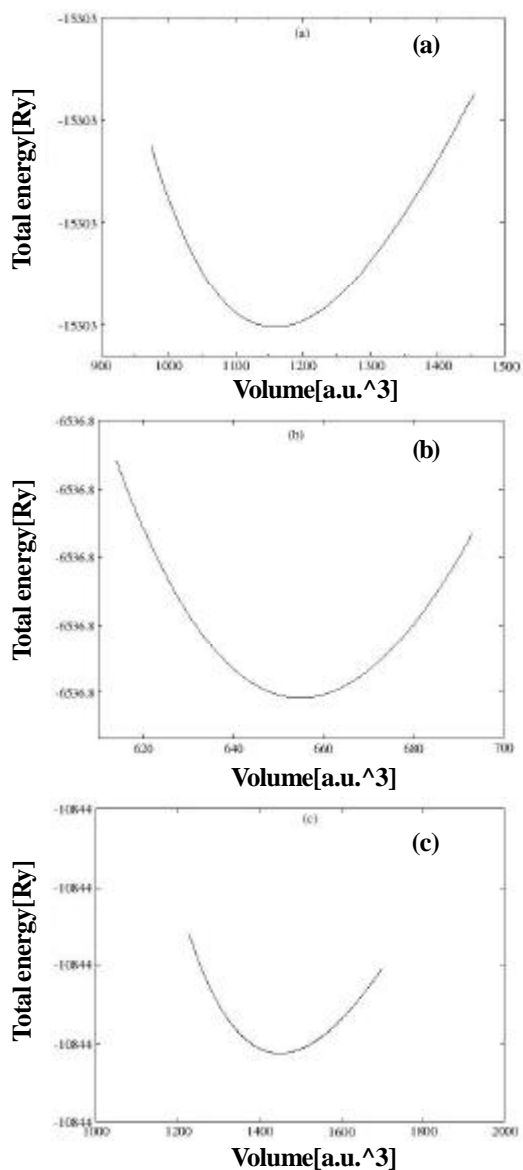 -15303
(a)
(a)
-15303
-15303
-15303
Total energy[Ry]
900 1000 1100 1200 1300 1400 1500
Volume[a.u.^3]
-6536.8
(b)
(b)
-6536.8
-6536.8
-6536.8
-6536.8
Total energy[Ry]
620 640 660 680 700
Volume[a.u.^3]
-10844
(c)
(c)
-10844
-10844
-10844
-10844
Total energy[Ry]
1000 1200 1400 1600 1800 2000
Volume[a.u.^3]